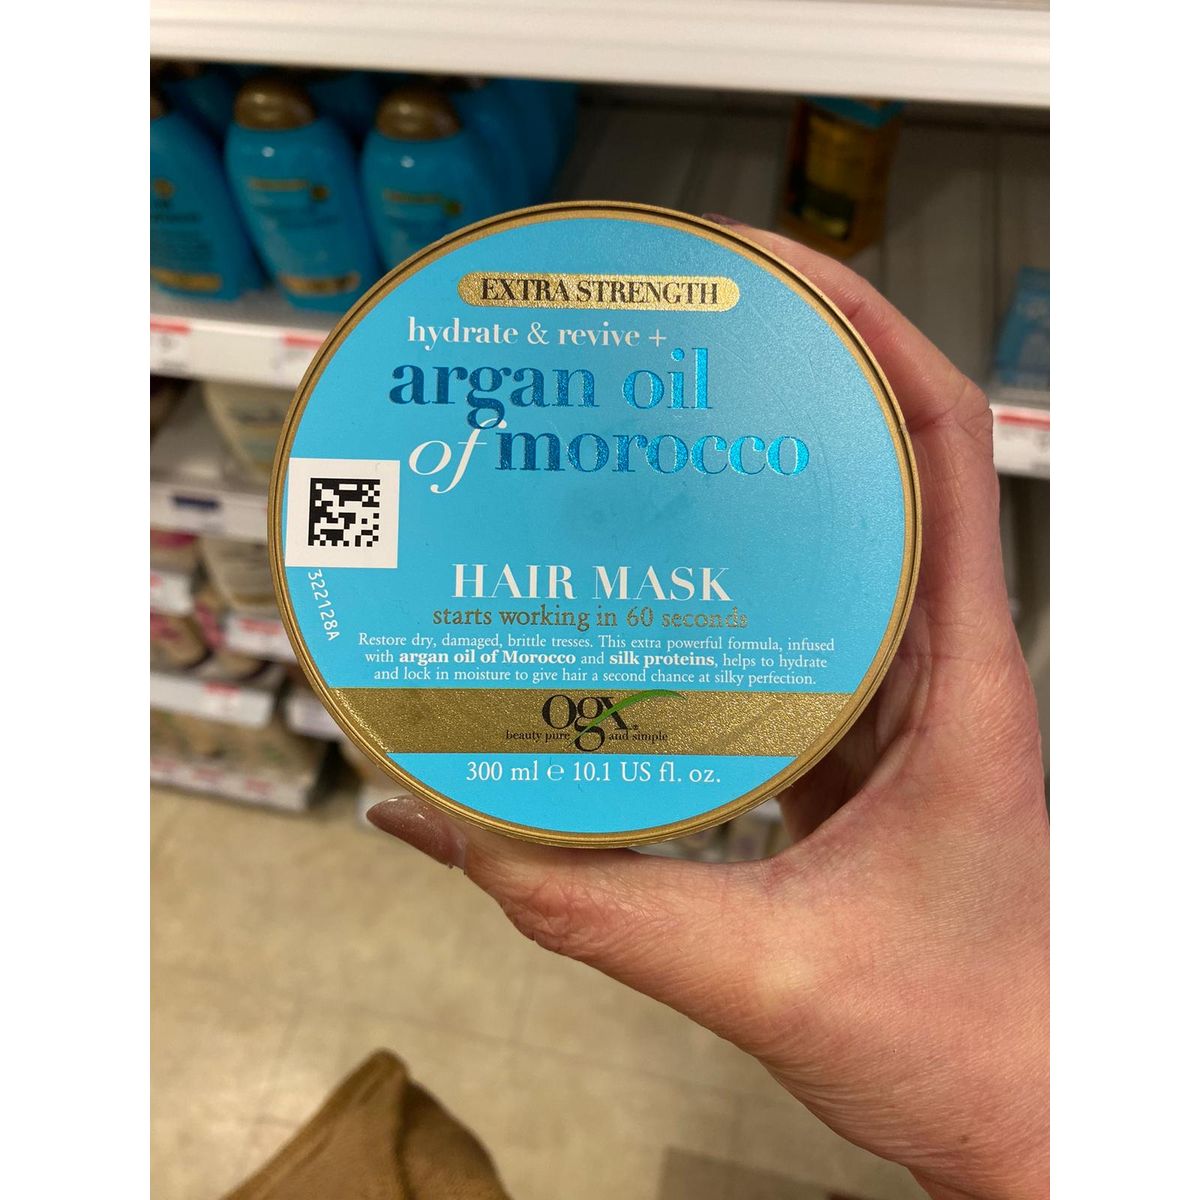 EXTRA STRENGTH
hydrate & revive +
argan oil
of morocco
322128A
HAIR MASK
starts working in 60 seconds
Restore dry, damaged, brittle tresses. This extra powerful formula, infused
with argan oil of Morocco and silk proteins, helps to hydrate
and lock in moisture to give hair a second chance at silky perfection.
Ogx®
beauty pure and simple
300 ml ℮ 10.1 US fl. oz.